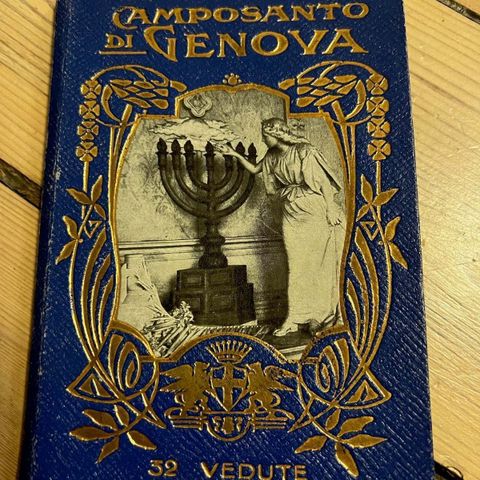 CAMPOSANTO
DI GENOVA
32 VEDUTE